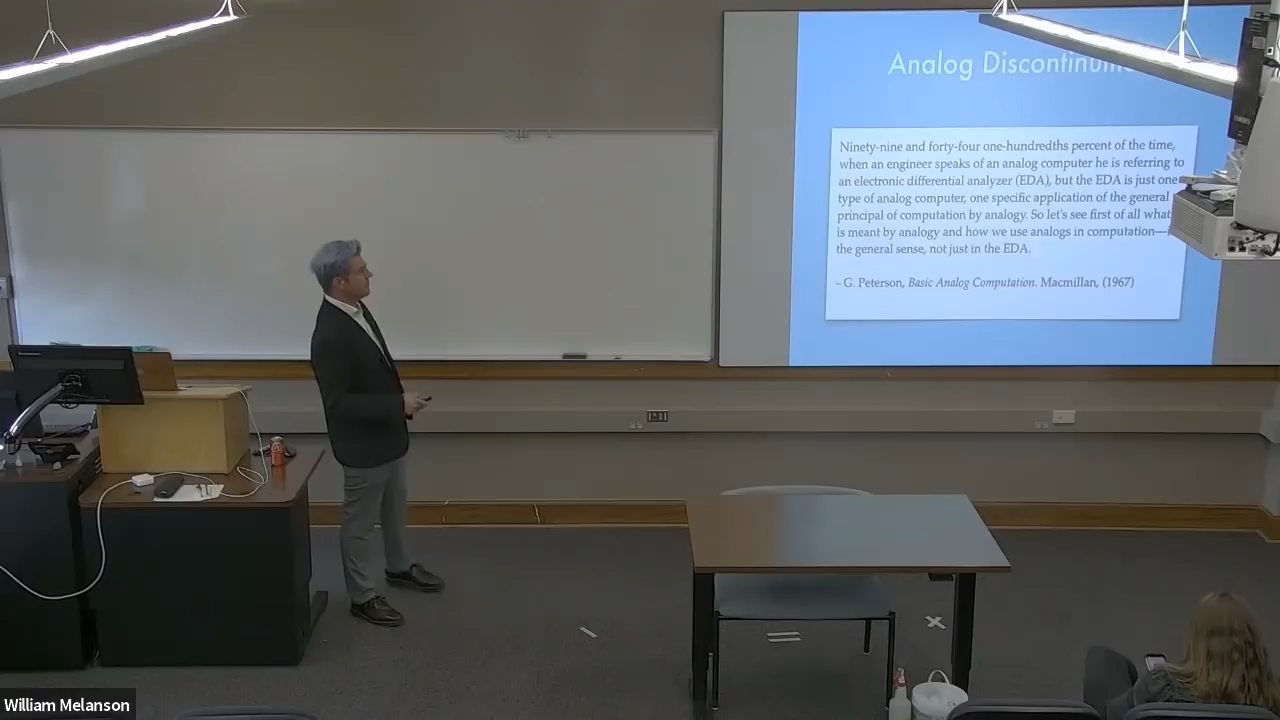 Analog Discontinu
Ninety-nine and forty-four one-hundredths percent of the time,
when an engineer speaks of an analog computer he is referring to
an electronic differential analyzer (EDA), but the EDA is just one
type of analog computer, one specific application of the general
principal of computation by analogy. So let's see first of all what
is meant by analogy and how we use analogs in computation—
the general sense, not just in the EDA.
– G. Peterson, Basic Analog Computation. Macmillan, (1967)
William Melanson